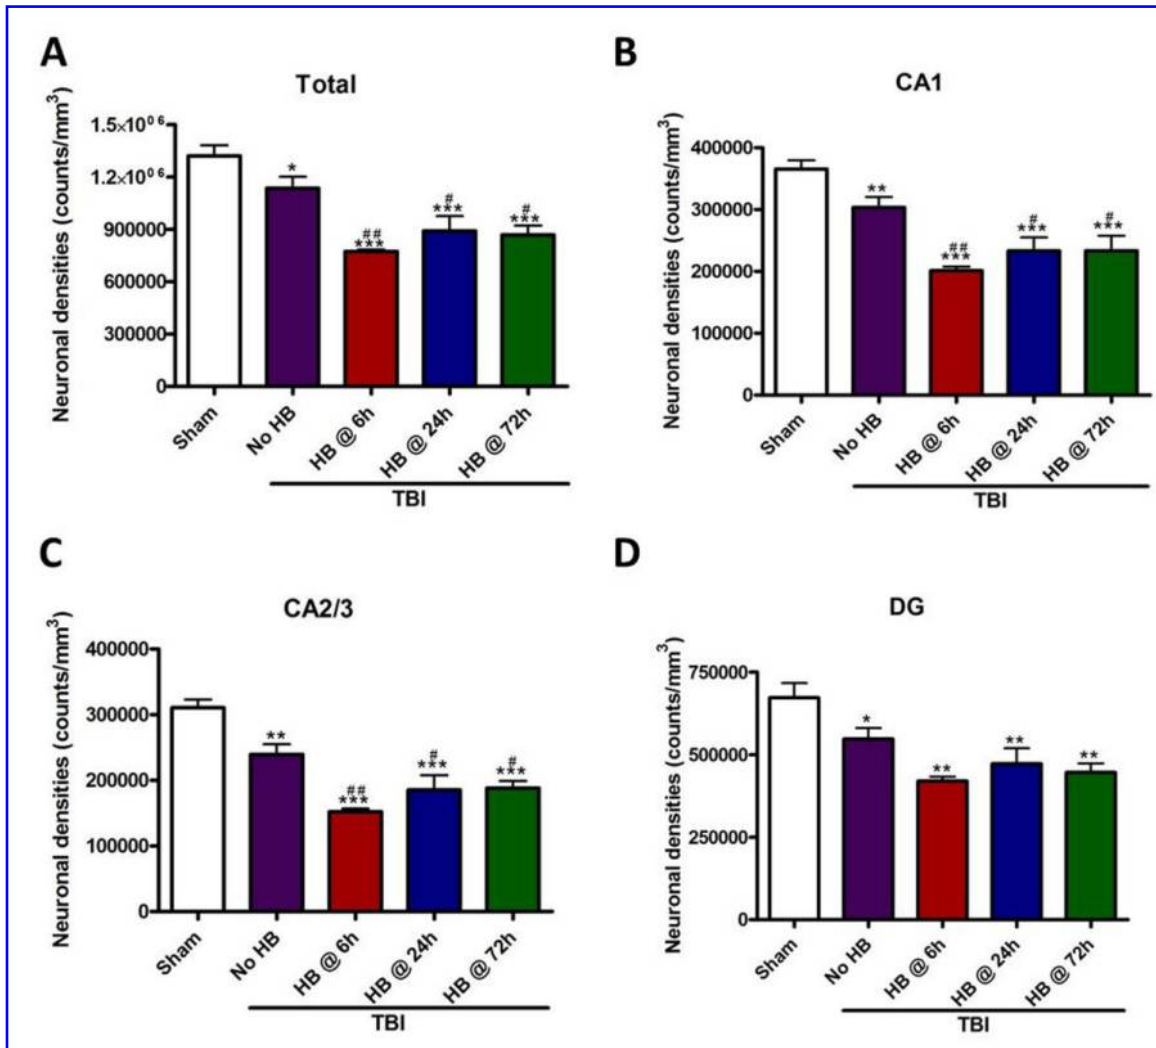 A
Total
Neuronal densities (counts/mm³)
1.5×10⁰⁶
1.2×10⁰⁶
900000
600000
300000
0
*
##
***
#
***
#
***
Sham
No HB
HB @ 6h
HB @ 24h
HB @ 72h
TBI
B
CA1
Neuronal densities (counts/mm³)
400000
300000
200000
100000
0
**
##
***
#
***
#
***
Sham
No HB
HB @ 6h
HB @ 24h
HB @ 72h
TBI
C
CA2/3
Neuronal densities (counts/mm³)
400000
300000
200000
100000
0
**
##
***
#
***
#
***
Sham
No HB
HB @ 6h
HB @ 24h
HB @ 72h
TBI
D
DG
Neuronal densities (counts/mm³)
750000
500000
250000
0
*
**
**
**
Sham
No HB
HB @ 6h
HB @ 24h
HB @ 72h
TBI